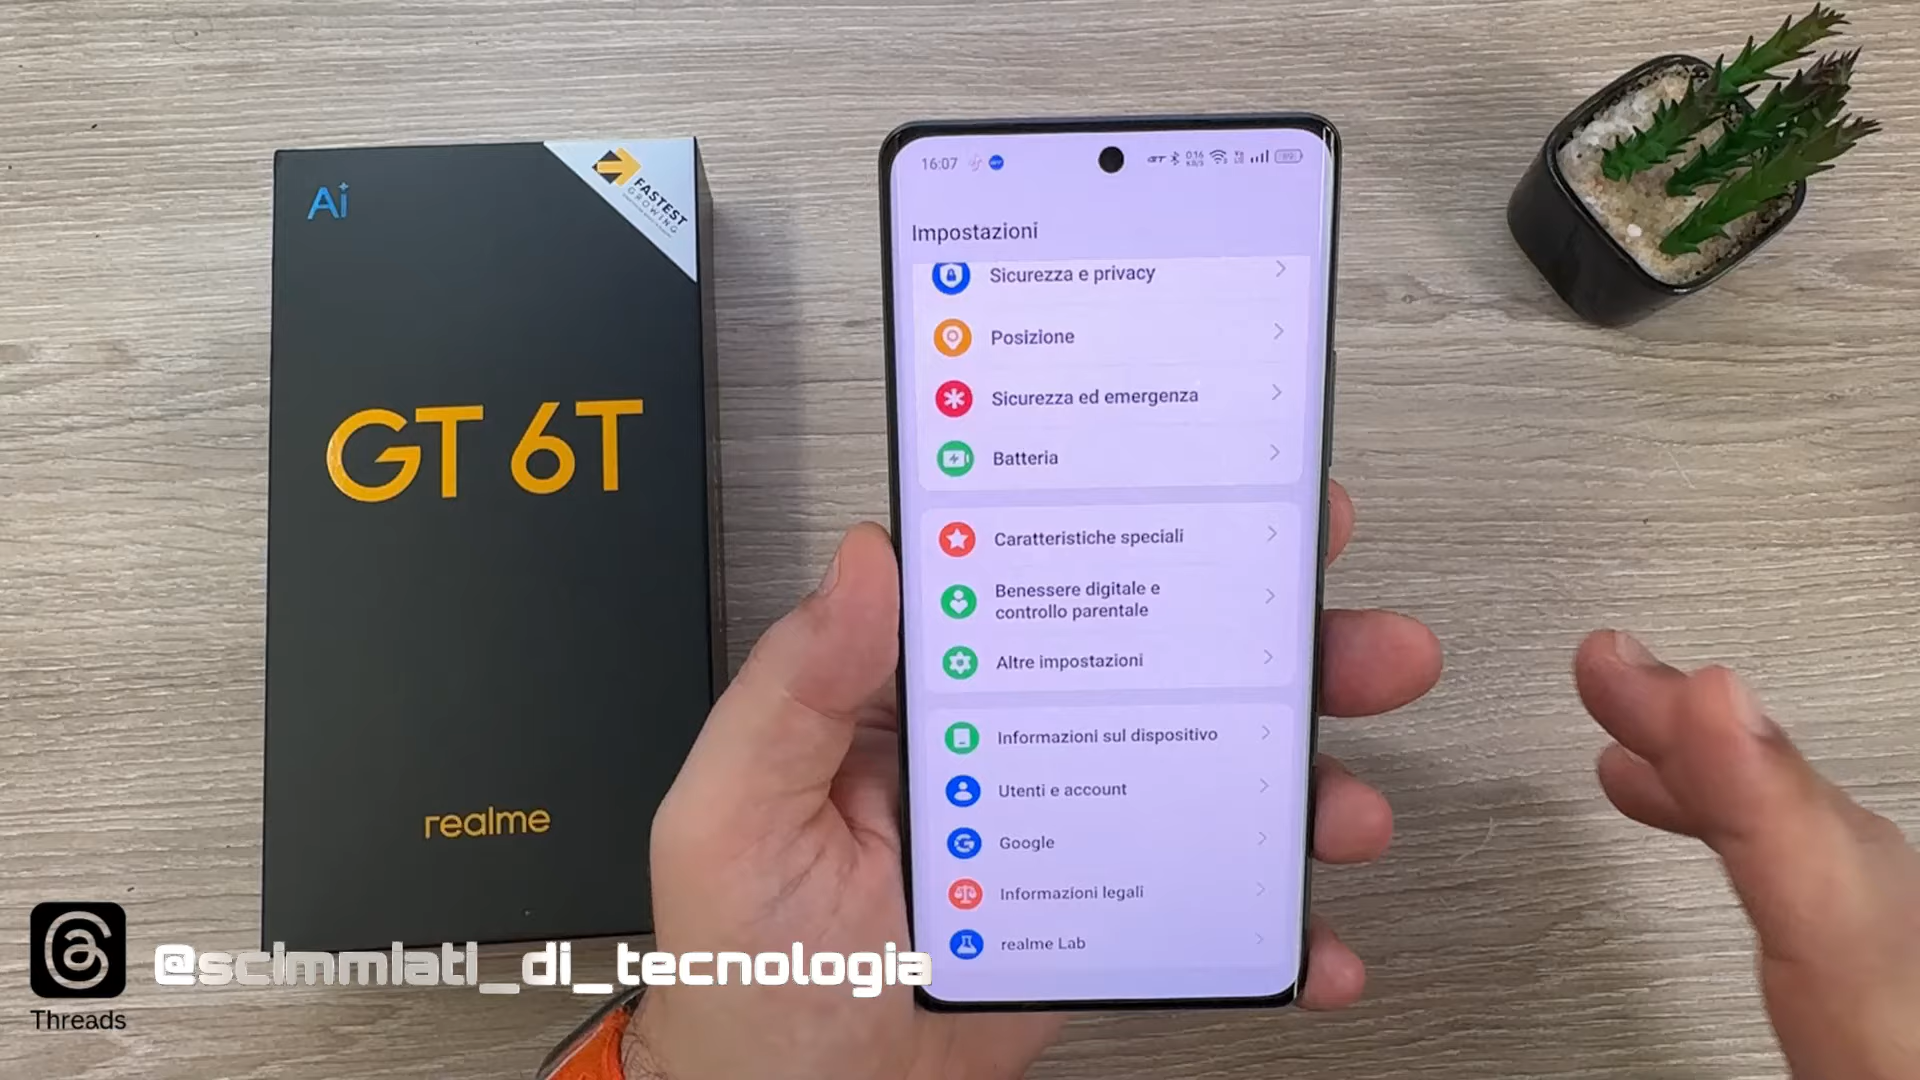 Ai
FASTEST
GROWING
GT 6T
realme
16:07
Impostazioni
Sicurezza e privacy
Posizione
Sicurezza ed emergenza
Batteria
Caratteristiche speciali
Benessere digitale e
controllo parentale
Altre impostazioni
Informazioni sul dispositivo
Utenti e account
Google
Informazioni legali
realme Lab
@scimmiati_di_tecnologia
Threads